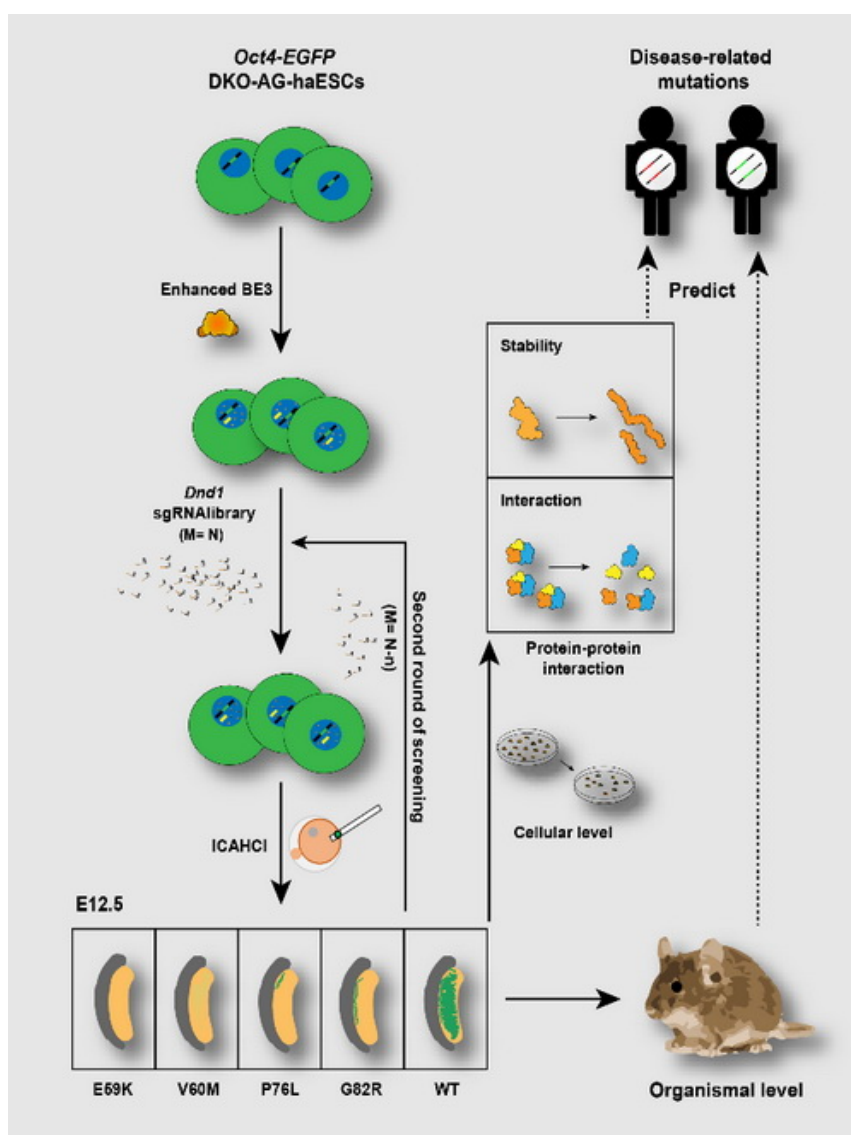 Oct4-EGFP
DKO-AG-haESCs
Disease-related
mutations
Enhanced BE3
Predict
Stability
Dnd1
sgRNAlibrary
(M= N)
Interaction
(M= N-n)
Second round of screening
Protein-protein
interaction
Cellular level
ICAHCI
E12.5
E59K
V60M
P76L
G82R
WT
Organismal level